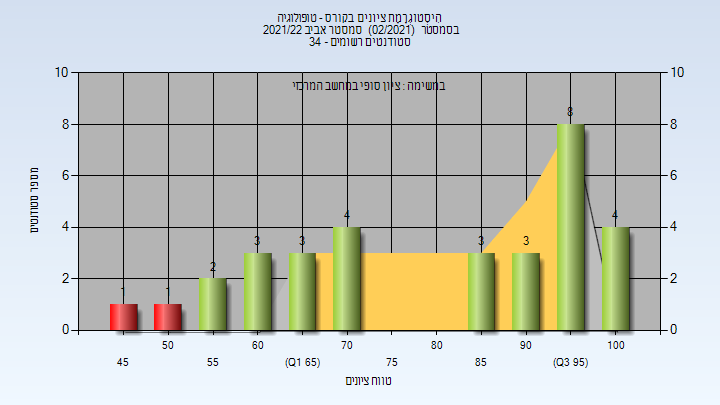 היסטוגרמת ציונים בקורס - טופולוגיה
בסמסטר (02/2021) סמסטר אביב 2021/22
סטודנטים רשומים - 34
במשימה : ציון סופי במחשב המרכזי
מספר סטודנטים
10 10
8 8
6 6
4 4
2 2
0 0
1 1 2 3 3 4 3 3 8 4
50 60 70 80 90 100
45 55 (Q1 65) 75 85 (Q3 95)
טווח ציונים